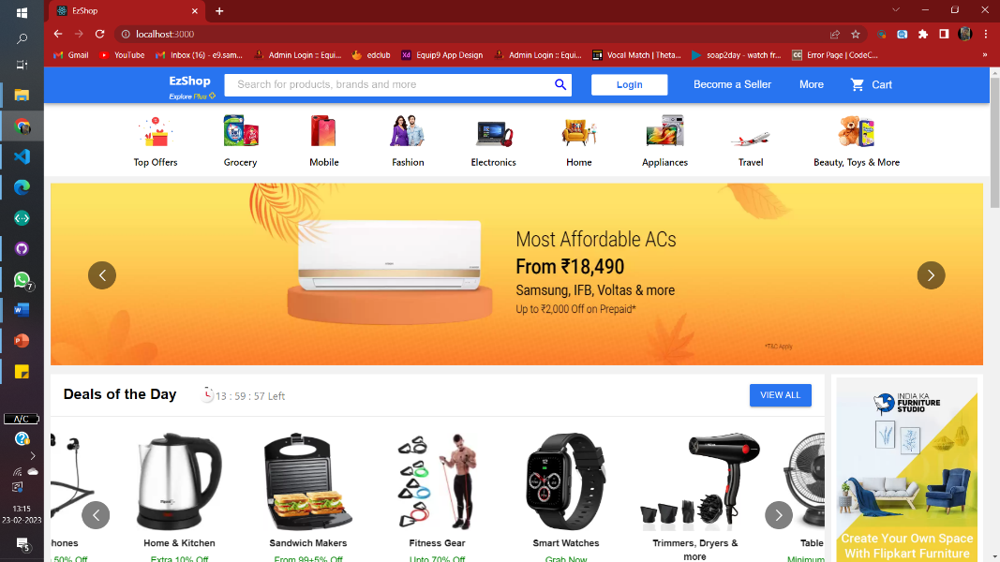 EzShop
localhost:3000
Gmail
YouTube
Inbox (16) - e9.sam...
Admin Login :: Equi...
edclub
Xd Equip9 App Design
Admin Login :: Equi...
Vocal Match | Theta...
soap2day - watch fr...
CC Error Page | CodeC...
»
EzShop
Explore Plus
Search for products, brands and more
Login
Become a Seller
More
Cart
Top Offers
Grocery
Mobile
Fashion
Electronics
Home
Appliances
Travel
Beauty, Toys & More
Most Affordable ACs
From ₹18,490
Samsung, IFB, Voltas & more
Up to ₹2,000 Off on Prepaid*
*T&C Apply
Deals of the Day
13 : 59 : 57 Left
VIEW ALL
INDIA KA
FURNITURE
STUDIO
hones
50% Off
Home & Kitchen
Extra 10% Off
Sandwich Makers
From 99+5% Off
Fitness Gear
Upto 70% Off
Smart Watches
Grab Now
Trimmers, Dryers &
more
Table
Minimum
Create Your Own Space
With Flipkart Furniture
7
A/C
13:15
23-02-2023
5